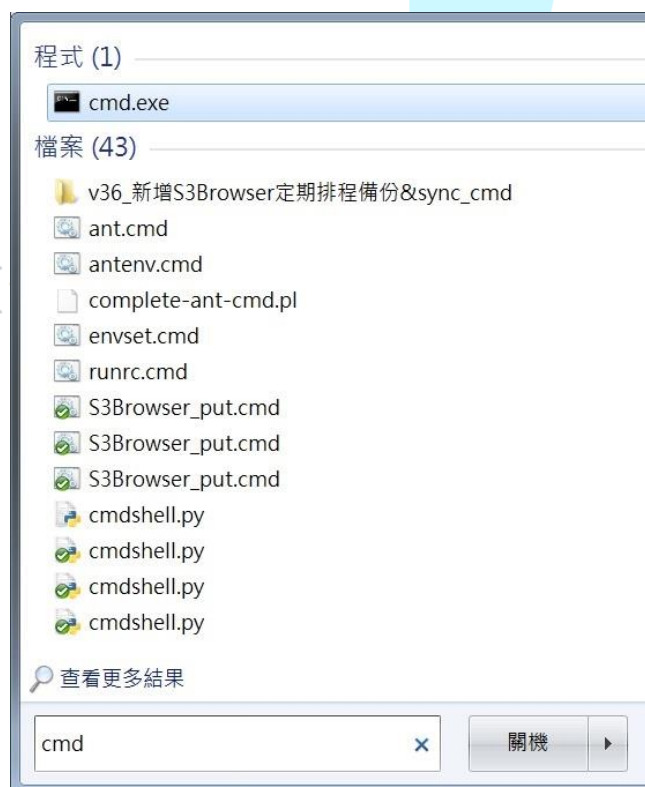 程式 (1)
cmd.exe
檔案 (43)
v36_新增S3Browser定期排程備份&sync_cmd
ant.cmd
antenv.cmd
complete-ant-cmd.pl
envset.cmd
runrc.cmd
S3Browser_put.cmd
S3Browser_put.cmd
S3Browser_put.cmd
cmdshell.py
cmdshell.py
cmdshell.py
cmdshell.py
查看更多結果
cmd
關機